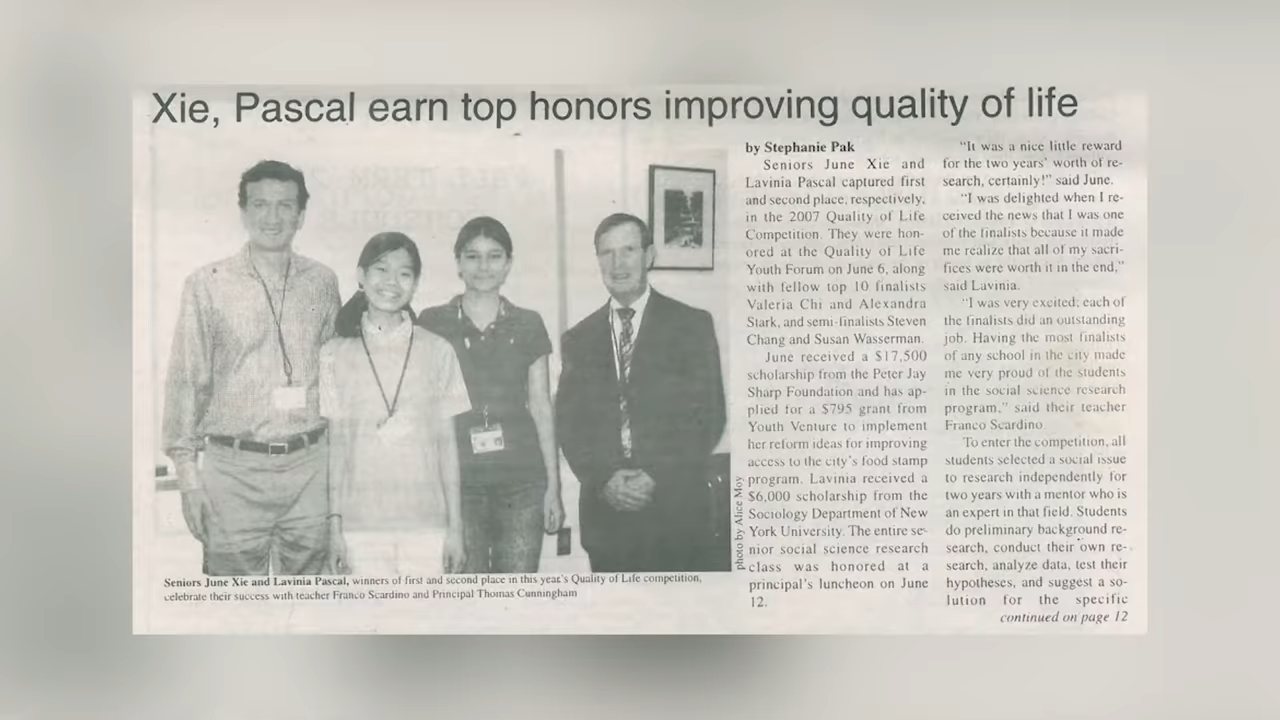 Xie, Pascal earn top honors improving quality of life
photo by Alice Moy
Seniors June Xie and Lavinia Pascal, winners of first and second place in this year's Quality of Life competition,
celebrate their success with teacher Franco Scardino and Principal Thomas Cunningham
by Stephanie Pak
Seniors June Xie and
Lavinia Pascal captured first
and second place, respectively,
in the 2007 Quality of Life
Competition. They were hon-
ored at the Quality of Life
Youth Forum on June 6, along
with fellow top 10 finalists
Valeria Chi and Alexandra
Stark, and semi-finalists Steven
Chang and Susan Wasserman.
June received a $17,500
scholarship from the Peter Jay
Sharp Foundation and has ap-
plied for a $795 grant from
Youth Venture to implement
her reform ideas for improving
access to the city's food stamp
program. Lavinia received a
$6,000 scholarship from the
Sociology Department of New
York University. The entire se-
nior social science research
class was honored at a
principal's luncheon on June
12.
"It was a nice little reward
for the two years' worth of re-
search, certainly!" said June.
"I was delighted when I re-
ceived the news that I was one
of the finalists because it made
me realize that all of my sacri-
fices were worth it in the end,"
said Lavinia.
"I was very excited; each of
the finalists did an outstanding
job. Having the most finalists
of any school in the city made
me very proud of the students
in the social science research
program," said their teacher
Franco Scardino.
To enter the competition, all
students selected a social issue
to research independently for
two years with a mentor who is
an expert in that field. Students
do preliminary background re-
search, conduct their own re-
search, analyze data, test their
hypotheses, and suggest a so-
lution for the specific
continued on page 12